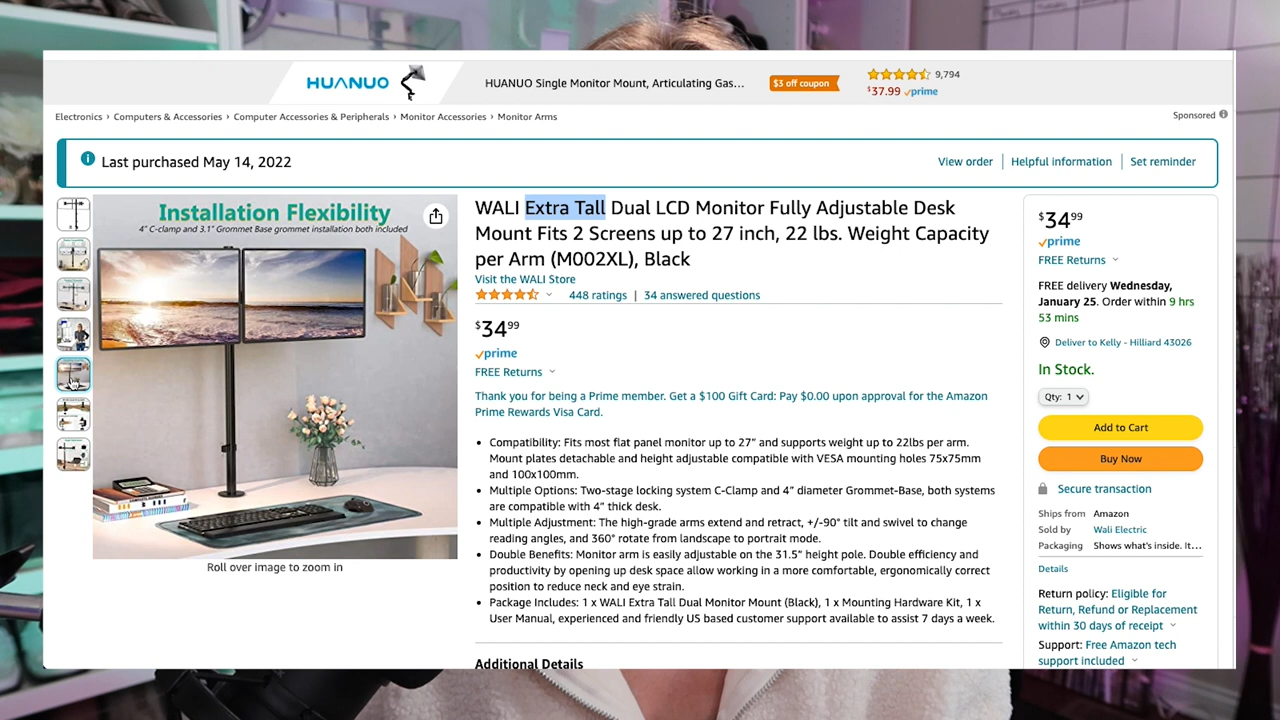 HUANUO
HUANUO Single Monitor Mount, Articulating Gas...
$3 off coupon
9,794
$37.99 prime
Electronics › Computers & Accessories › Computer Accessories & Peripherals › Monitor Accessories › Monitor Arms
Sponsored
Last purchased May 14, 2022
View order
Helpful information
Set reminder
Installation Flexibility
4" C-clamp and 3.1" Grommet Base grommet installation both included
Roll over image to zoom in
WALI Extra Tall Dual LCD Monitor Fully Adjustable Desk
Mount Fits 2 Screens up to 27 inch, 22 lbs. Weight Capacity
per Arm (M002XL), Black
Visit the WALI Store
448 ratings | 34 answered questions
$34 99
prime
FREE Returns
Thank you for being a Prime member. Get a $100 Gift Card: Pay $0.00 upon approval for the Amazon
Prime Rewards Visa Card.
• Compatibility: Fits most flat panel monitor up to 27” and supports weight up to 22lbs per arm.
Mount plates detachable and height adjustable compatible with VESA mounting holes 75x75mm
and 100x100mm.
• Multiple Options: Two-stage locking system C-Clamp and 4” diameter Grommet-Base, both systems
are compatible with 4” thick desk.
• Multiple Adjustment: The high-grade arms extend and retract, +/-90° tilt and swivel to change
reading angles, and 360° rotate from landscape to portrait mode.
• Double Benefits: Monitor arm is easily adjustable on the 31.5” height pole. Double efficiency and
productivity by opening up desk space allow working in a more comfortable, ergonomically correct
position to reduce neck and eye strain.
• Package Includes: 1 x WALI Extra Tall Dual Monitor Mount (Black), 1 x Mounting Hardware Kit, 1 x
User Manual, experienced and friendly US based customer support available to assist 7 days a week.
Additional Details
$34 99
prime
FREE Returns
FREE delivery Wednesday,
January 25. Order within 9 hrs
53 mins
Deliver to Kelly - Hilliard 43026
In Stock.
Qty: 1
Add to Cart
Buy Now
Secure transaction
Ships from Amazon
Sold by Wali Electric
Packaging Shows what's inside. It...
Details
Return policy: Eligible for
Return, Refund or Replacement
within 30 days of receipt
Support: Free Amazon tech
support included